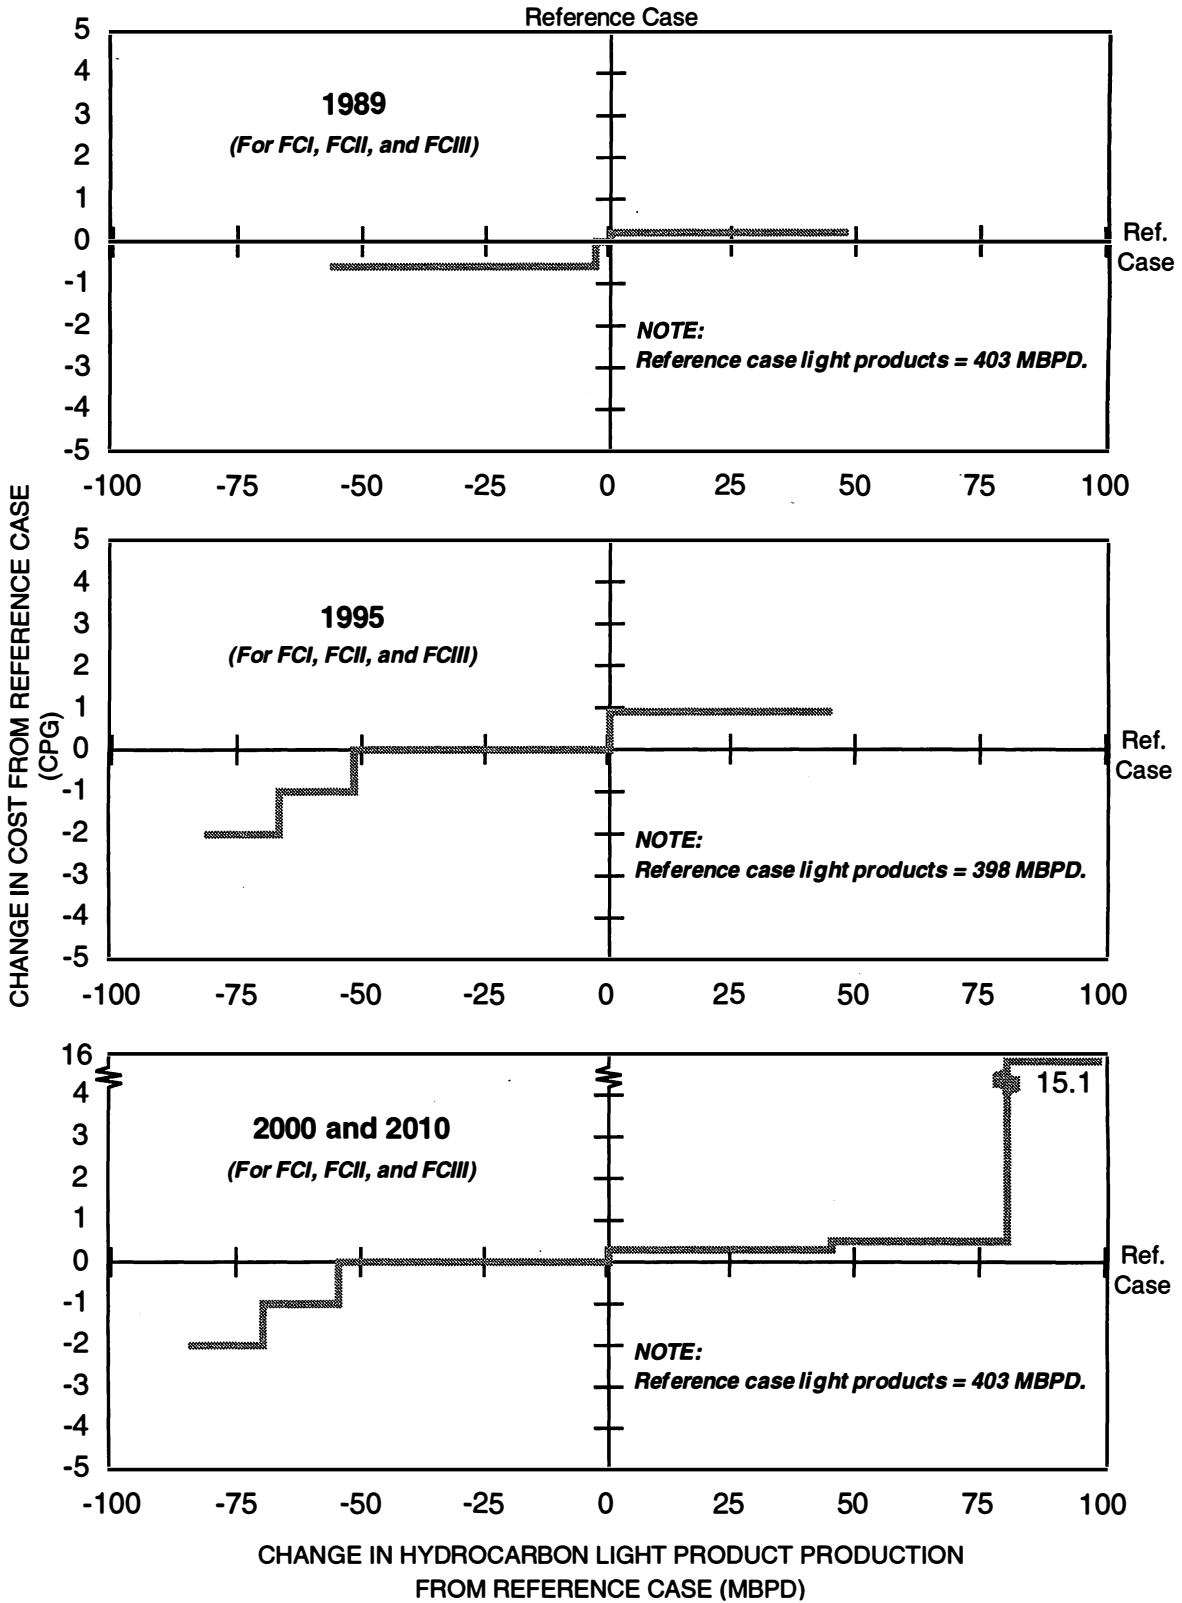 Reference Case
5
4
3
2
1
0
-1
-2
-3
-4
-5
1989
(For FCI, FCII, and FCIII)
Ref.
Case
NOTE:
Reference case light products = 403 MBPD.
-100 -75 -50 -25 0 25 50 75 100
CHANGE IN COST FROM REFERENCE CASE
(CPG)
5
4
3
2
1
0
-1
-2
-3
-4
-5
1995
(For FCI, FCII, and FCIII)
Ref.
Case
NOTE:
Reference case light products = 398 MBPD.
-100 -75 -50 -25 0 25 50 75 100
16
4
3
2
1
0
-1
-2
-3
-4
-5
15.1
2000 and 2010
(For FCI, FCII, and FCIII)
Ref.
Case
NOTE:
Reference case light products = 403 MBPD.
-100 -75 -50 -25 0 25 50 75 100
CHANGE IN HYDROCARBON LIGHT PRODUCT PRODUCTION
FROM REFERENCE CASE (MBPD)